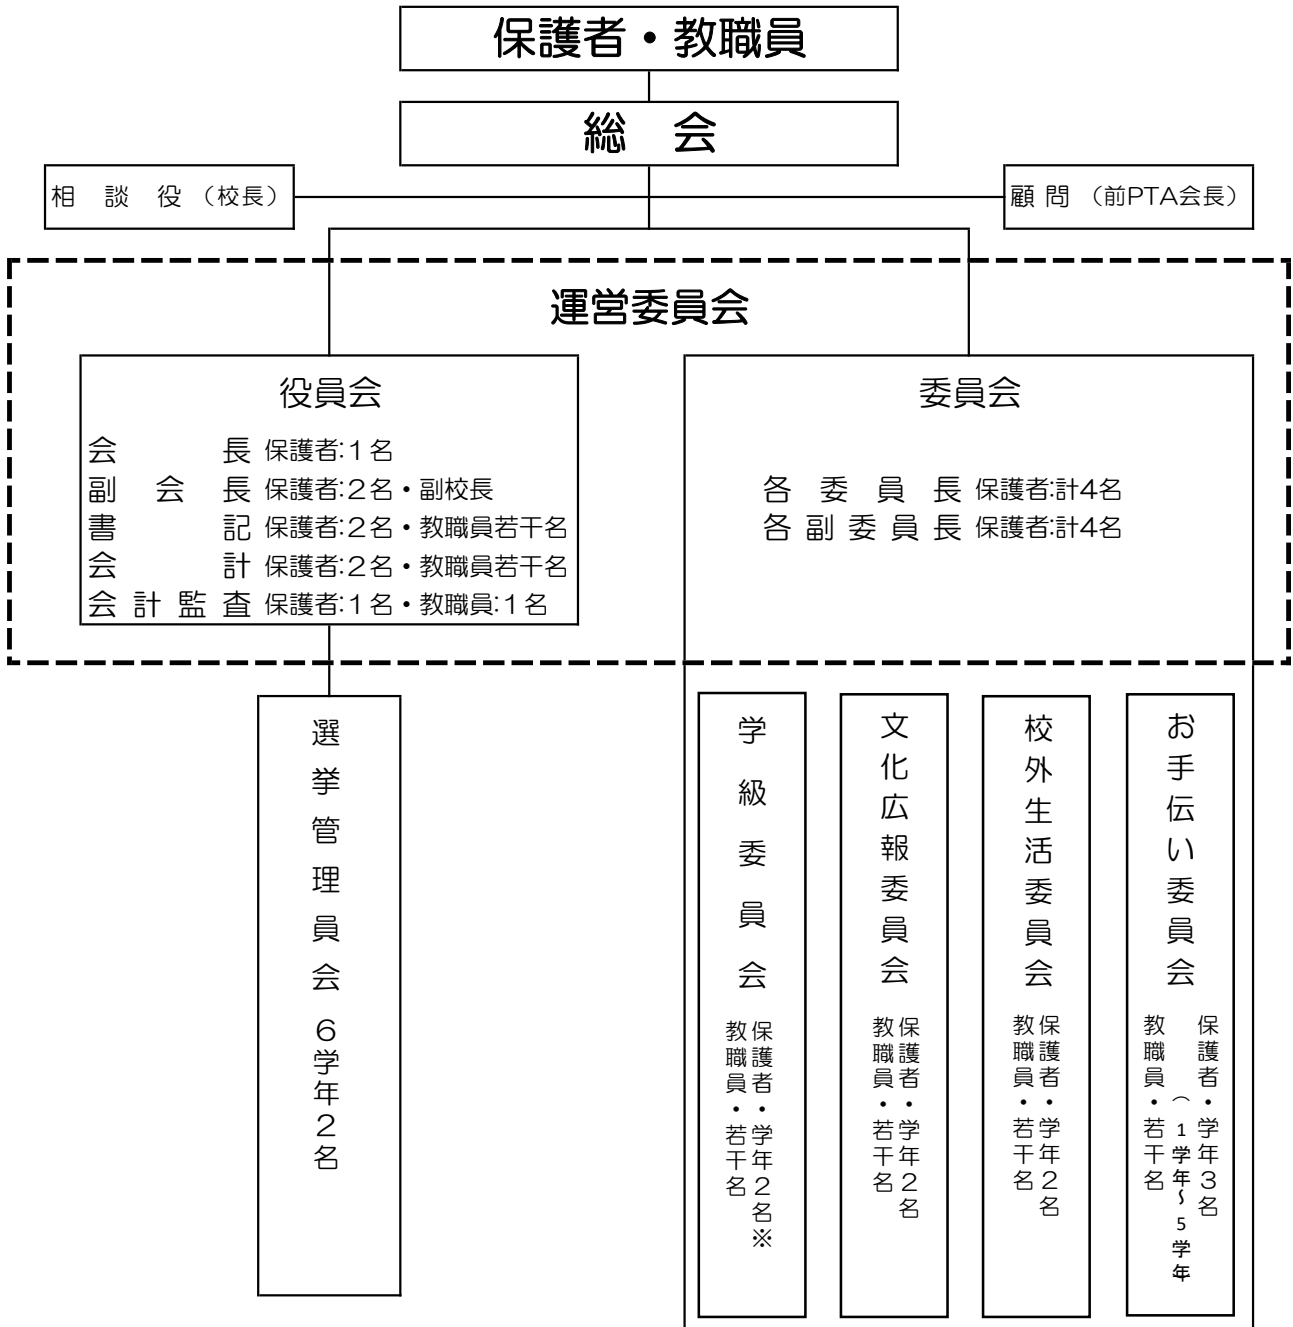 保護者・教職員
総　会
相　談　役（校長）
顧問（前PTA会長）
運営委員会
役員会
会　　　長 保護者:1名
副　会　長 保護者:2名・副校長
書　　　記 保護者:2名・教職員若干名
会　　　計 保護者:2名・教職員若干名
会計監査 保護者:1名・教職員:1名
委員会
各委員長 保護者:計4名
各副委員長 保護者:計4名
選挙管理員会 6学年2名
学級委員会
保護者・学年2名※
教職員・若干名
文化広報委員会
保護者・学年2名
教職員・若干名
校外生活委員会
保護者・学年2名
教職員・若干名
お手伝い委員会
保護者・学年3名
（1学年～5学年
教職員・若干名